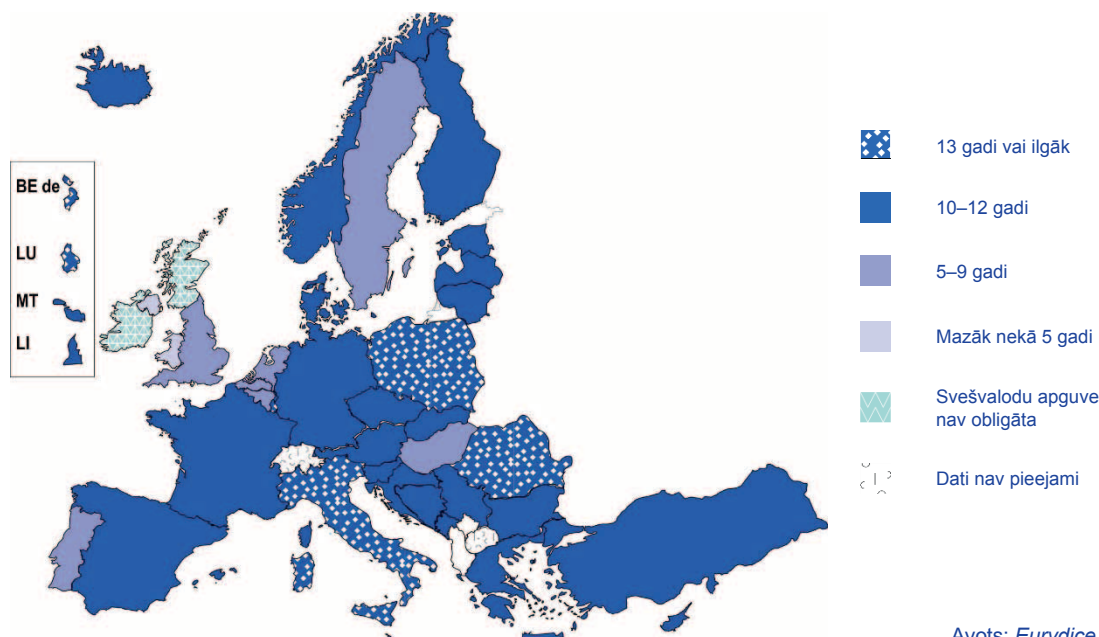 BE de
LU
MT
LI
13 gadi vai ilgāk
10–12 gadi
5–9 gadi
Mazāk nekā 5 gadi
Svešvalodu apguve
nav obligāta
Dati nav pieejami
Avots: Eurydice